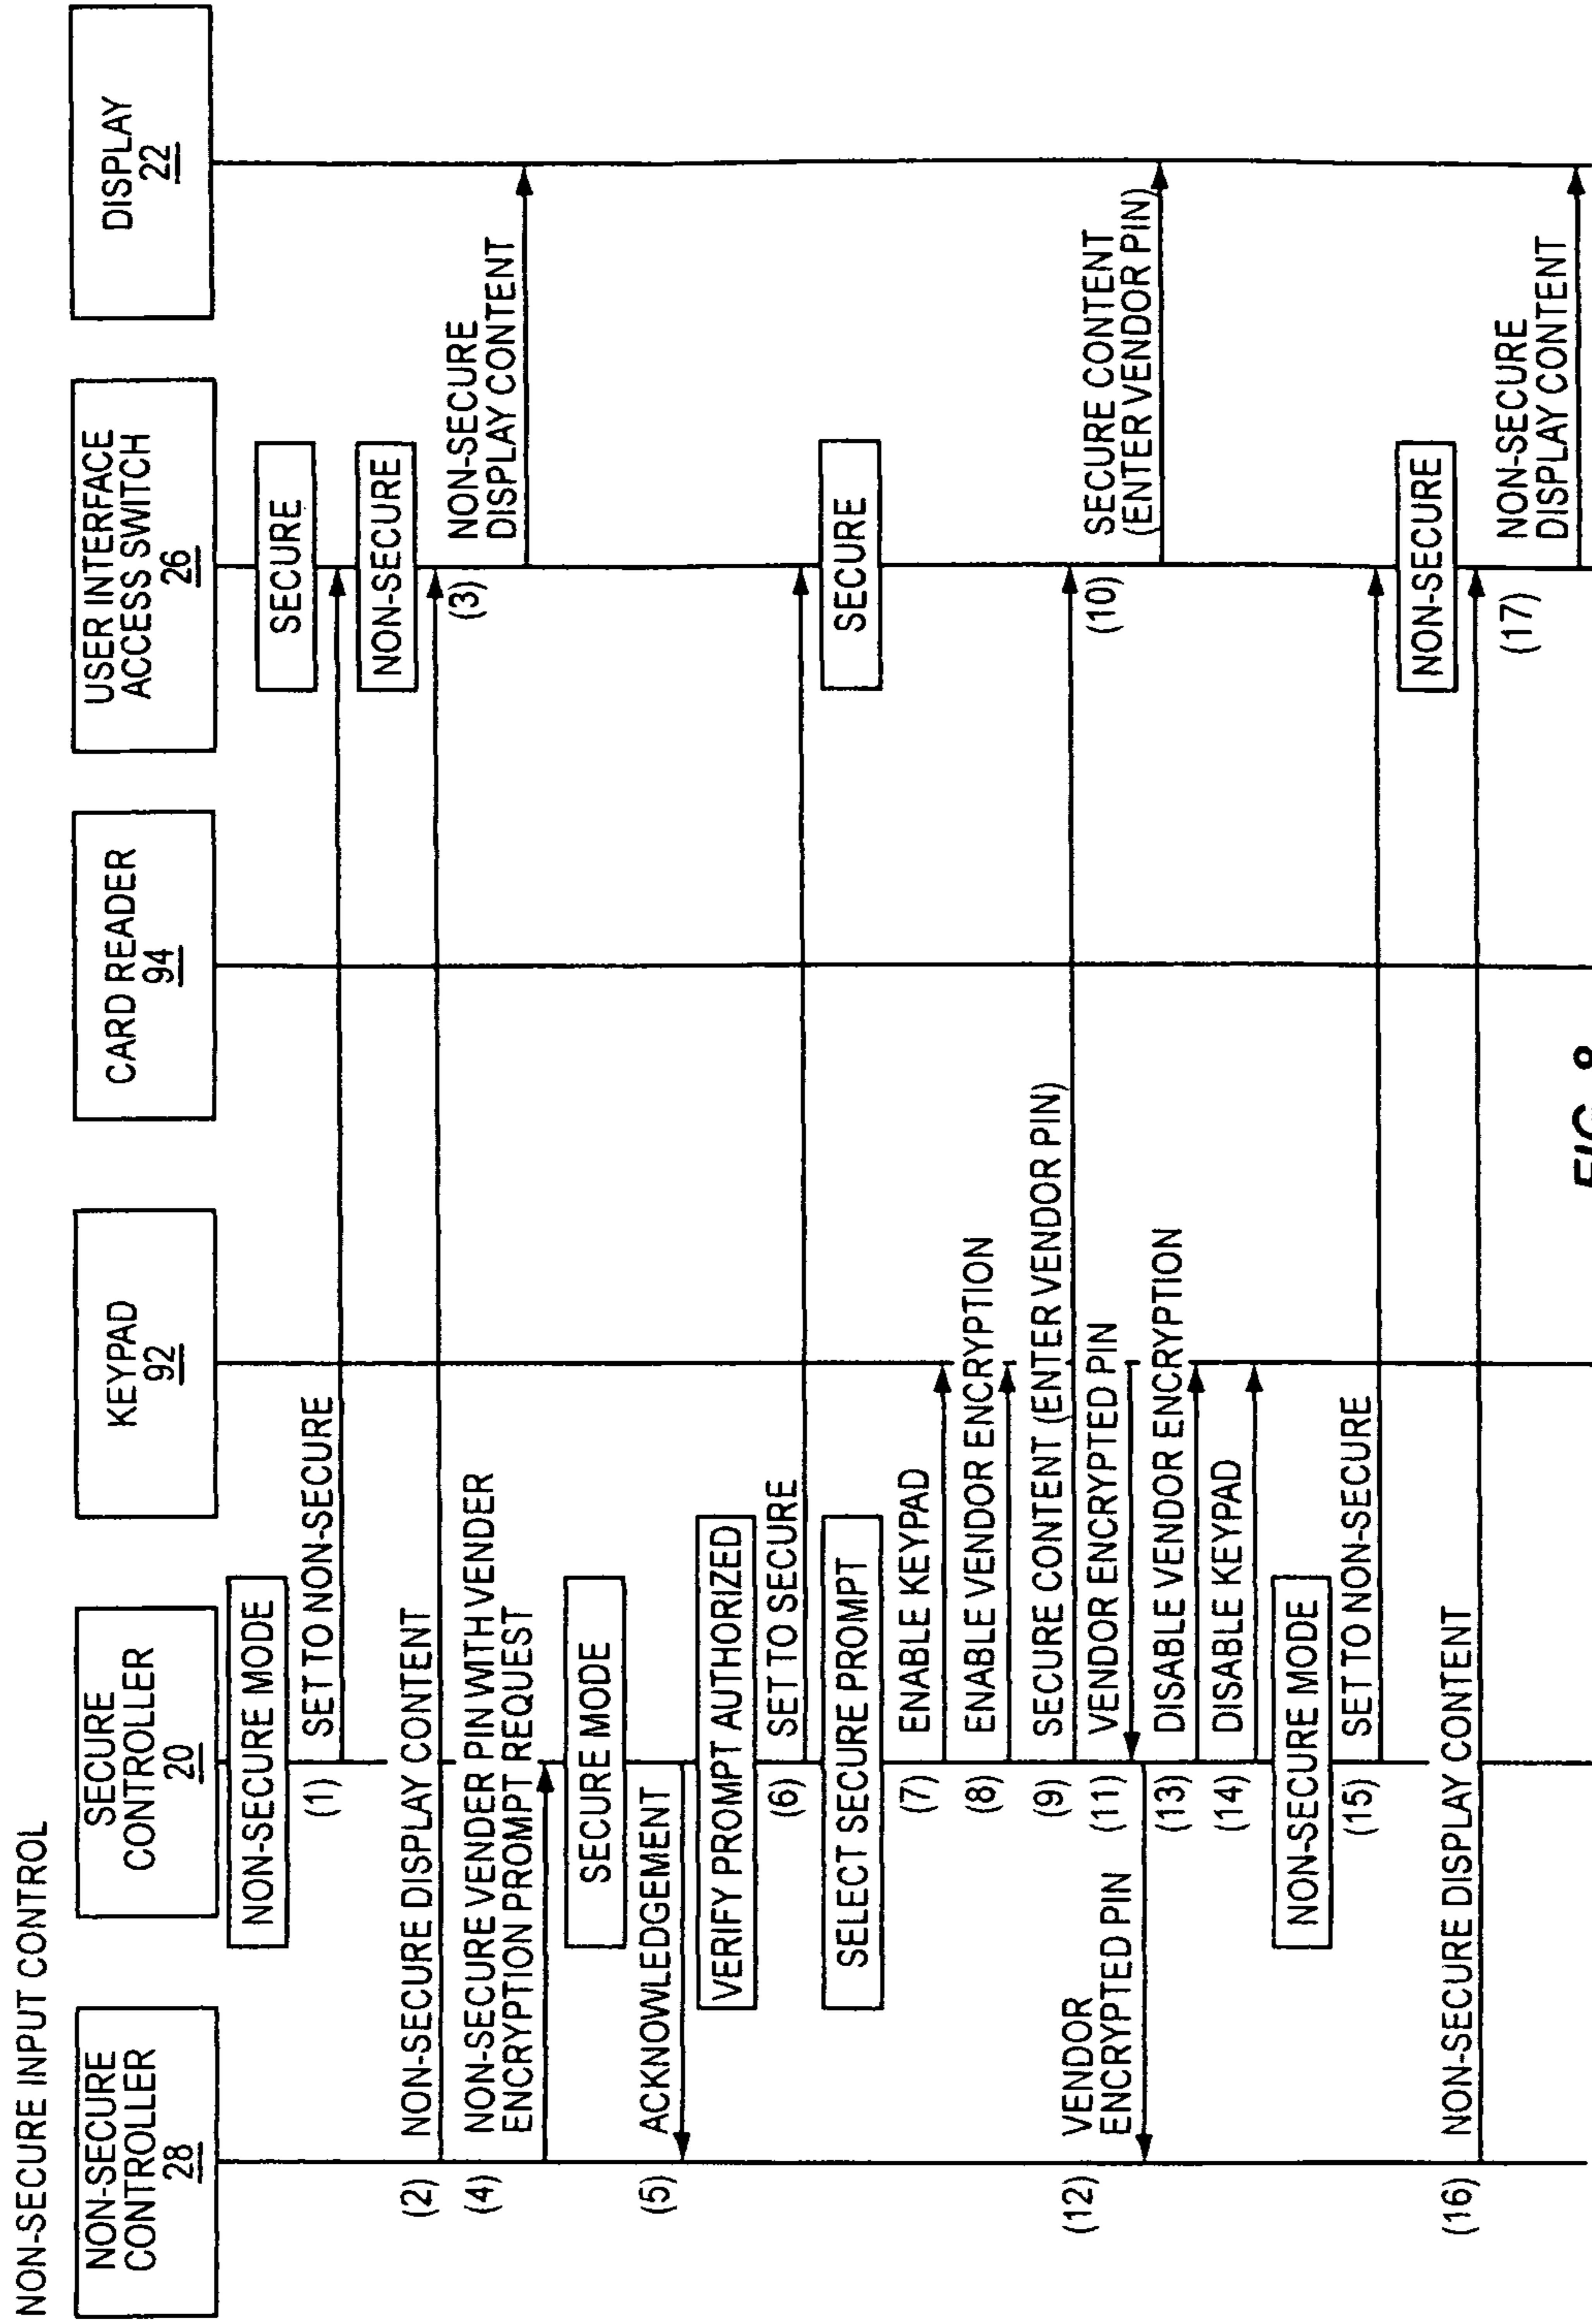 NON-SECURE INPUT CONTROL
NON-SECURE
CONTROLLER
28
SECURE
CONTROLLER
20
KEYPAD
92
CARD READER
94
USER INTERFACE
ACCESS SWITCH
26
DISPLAY
22
NON-SECURE MODE
SECURE
(1)
SET TO NON-SECURE
NON-SECURE
(2)
NON-SECURE DISPLAY CONTENT
(3)
NON-SECURE
DISPLAY CONTENT
(4)
NON-SECURE VENDER PIN WITH VENDER
ENCRYPTION PROMPT REQUEST
SECURE MODE
(5)
ACKNOWLEDGEMENT
VERIFY PROMPT AUTHORIZED
(6)
SET TO SECURE
SELECT SECURE PROMPT
SECURE
(7)
ENABLE KEYPAD
(8)
ENABLE VENDOR ENCRYPTION
(9)
SECURE CONTENT (ENTER VENDOR PIN)
(10)
SECURE CONTENT
(ENTER VENDOR PIN)
(11)
VENDOR ENCRYPTED PIN
(12)
VENDOR
ENCRYPTED PIN
(13)
DISABLE VENDOR ENCRYPTION
(14)
DISABLE KEYPAD
NON-SECURE MODE
(15)
SET TO NON-SECURE
NON-SECURE
(16)
NON-SECURE DISPLAY CONTENT
(17)
NON-SECURE
DISPLAY CONTENT
FIG. 8